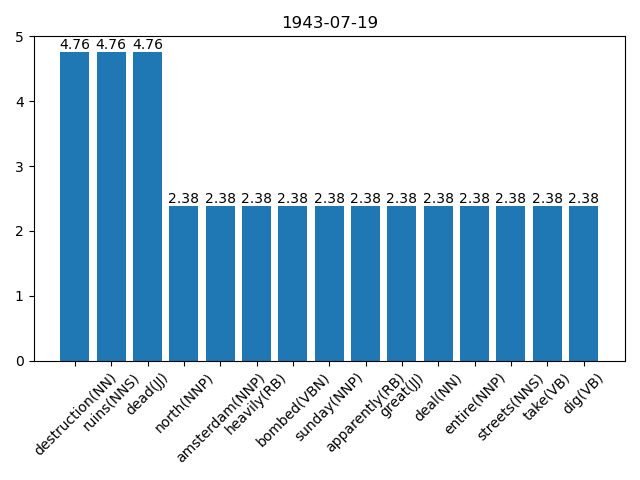 1943-07-19
5
4
3
2
1
0
4.76 4.76 4.76 2.38 2.38 2.38 2.38 2.38 2.38 2.38 2.38 2.38 2.38 2.38 2.38
destruction(NN)
ruins(NNS)
dead(JJ)
north(NNP)
amsterdam(NNP)
heavily(RB)
bombed(VBN)
sunday(NNP)
apparently(RB)
great(JJ)
deal(NN)
entire(NNP)
streets(NNS)
take(VB)
dig(VB)